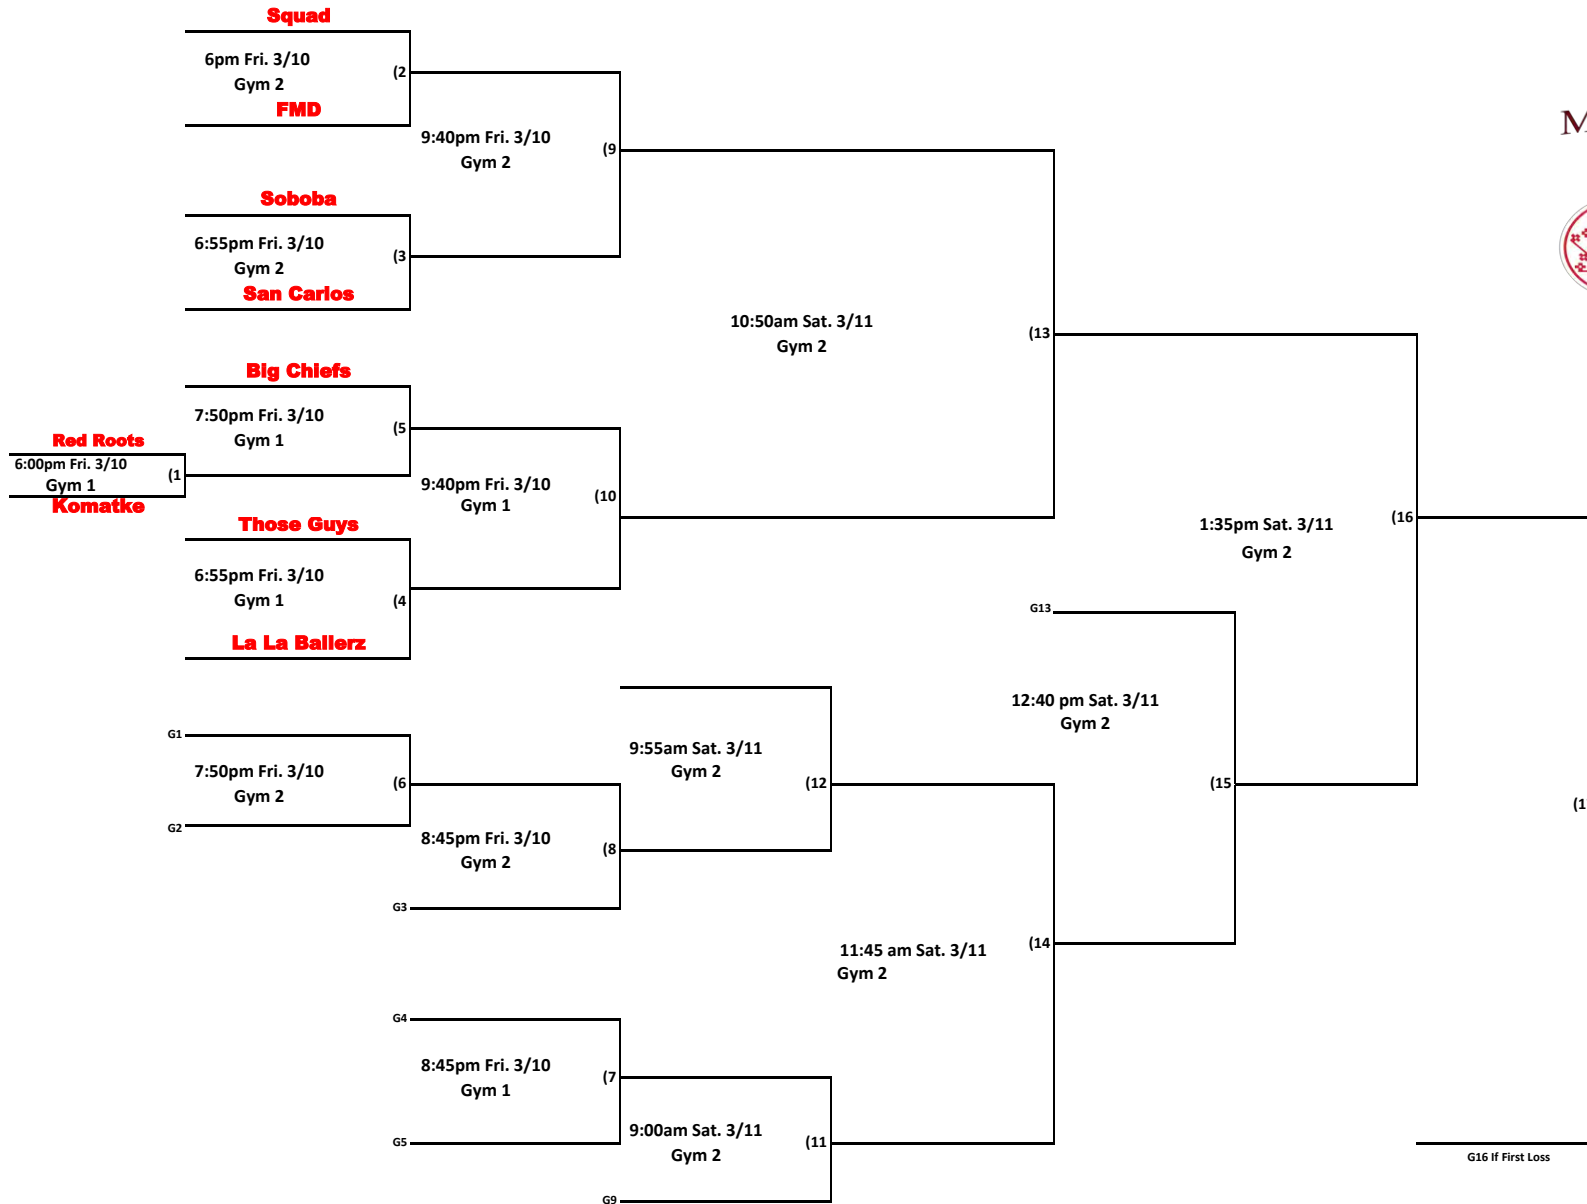 Squad
6pm Fri. 3/10
Gym 2
(2
FMD
9:40pm Fri. 3/10
Gym 2
(9
Soboba
6:55pm Fri. 3/10
Gym 2
(3
San Carlos
10:50am Sat. 3/11
Gym 2
(13
Big Chiefs
7:50pm Fri. 3/10
Gym 1
(5
Red Roots
6:00pm Fri. 3/10
Gym 1
(1
Komatke
9:40pm Fri. 3/10
Gym 1
(10
Those Guys
6:55pm Fri. 3/10
Gym 1
(4
La La Ballerz
1:35pm Sat. 3/11
Gym 2
(16
G13
12:40 pm Sat. 3/11
Gym 2
(15
G1
7:50pm Fri. 3/10
Gym 2
(6
G2
9:55am Sat. 3/11
Gym 2
(12
8:45pm Fri. 3/10
Gym 2
(8
G3
11:45 am Sat. 3/11
Gym 2
(14
G4
8:45pm Fri. 3/10
Gym 1
(7
G5
9:00am Sat. 3/11
Gym 2
(11
G9
G16 If First Loss